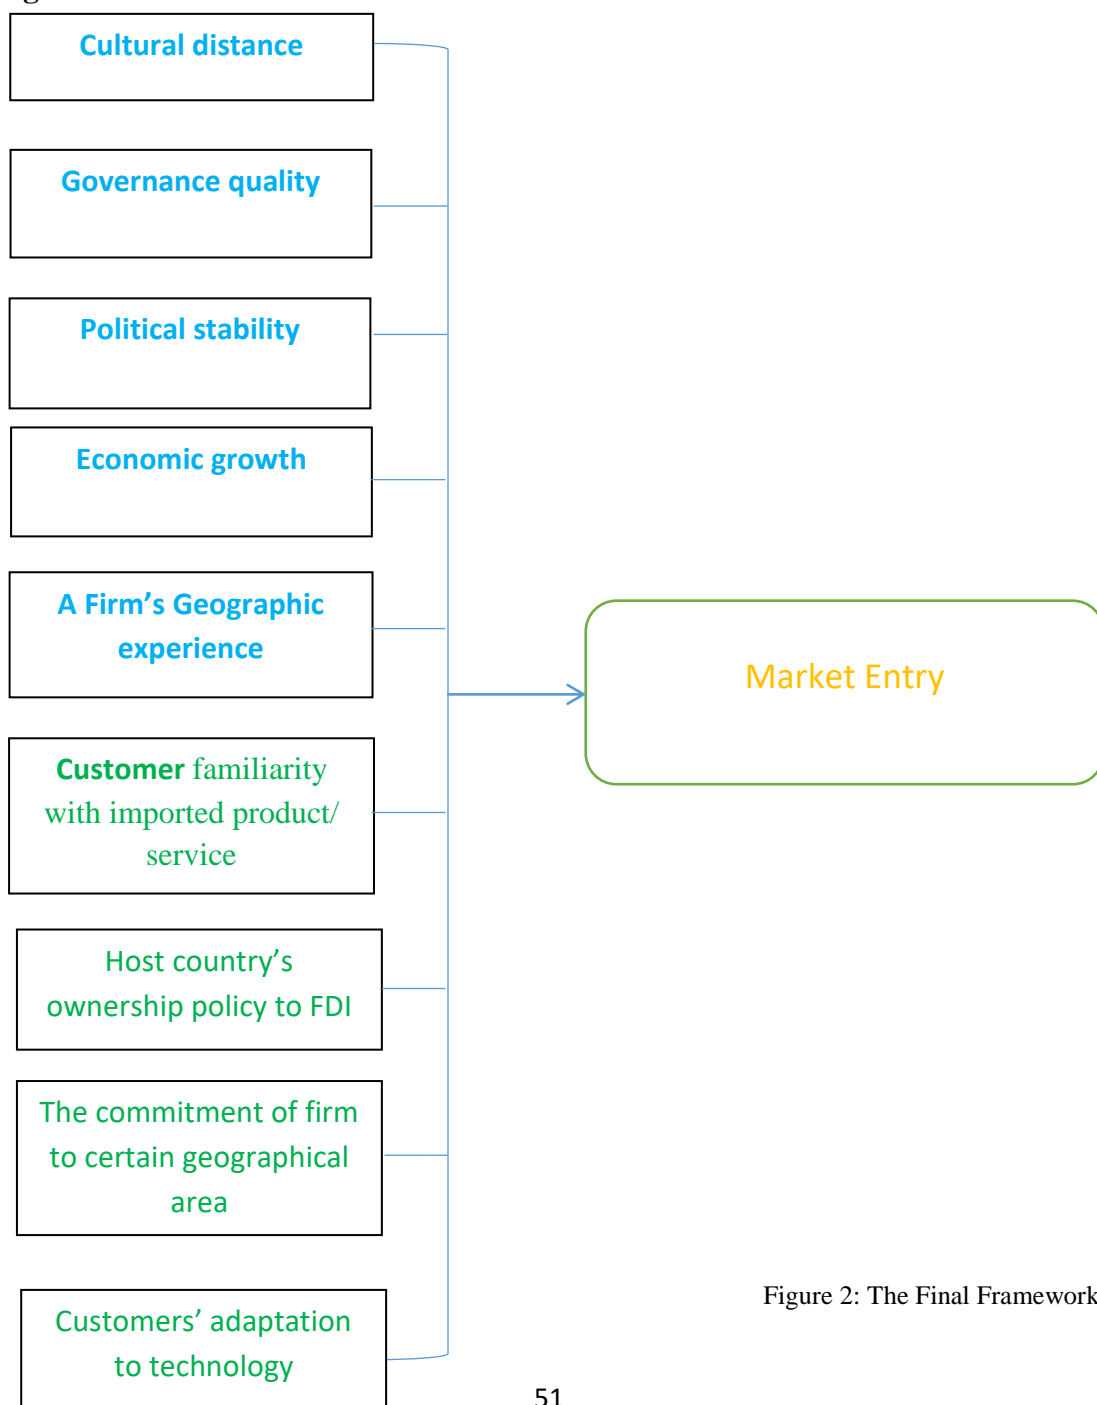 Cultural distance
Governance quality
Political stability
Economic growth
A Firm’s Geographic
experience
Market Entry
Customer familiarity
with imported product/
service
Host country’s
ownership policy to FDI
The commitment of firm
to certain geographical
area
Figure 2: The Final Framework
Customers’ adaptation
to technology
51